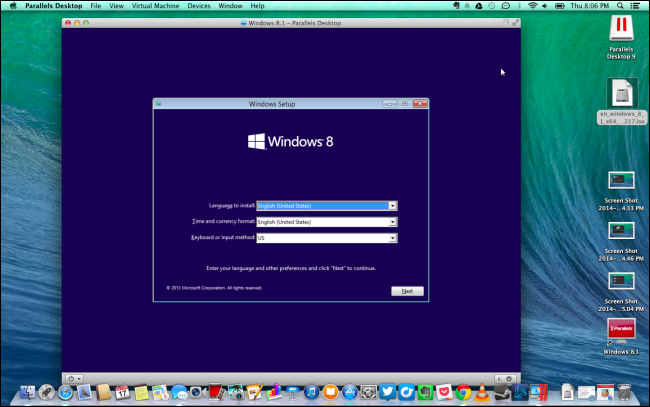 Parallels Desktop File View Virtual Machine Devices Window Help
Thu 8:06 PM
Windows 8.1 – Parallels Desktop
Parallels
Desktop 9
en_windows_8_
1_x64_...217.iso
Windows Setup
Windows 8
Language to install: English (United States)
Time and currency format: English (United States)
Keyboard or input method: US
Enter your language and other preferences and click "Next" to continue.
© 2013 Microsoft Corporation. All rights reserved.
Next
Screen Shot
2014-...4.33 PM
Screen Shot
2014-...4.46 PM
Screen Shot
2014-...5.04 PM
Parallels
Windows 8.1
17